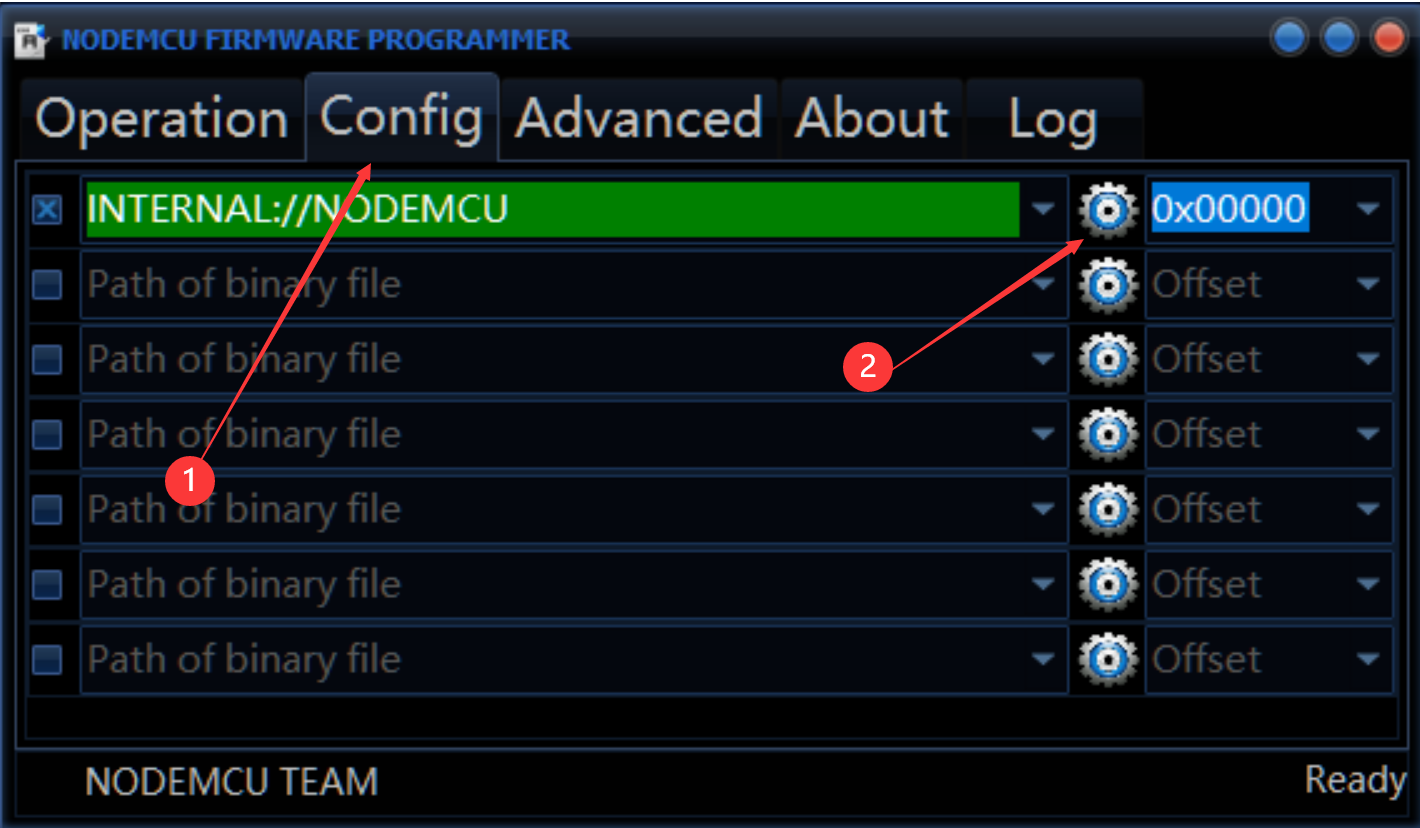 NODEMCU FIRMWARE PROGRAMMER
Operation Config Advanced About Log
INTERNAL://NODEMCU 0x00000
Path of binary file Offset
Path of binary file Offset
2
Path of binary file Offset
1
Path of binary file Offset
Path of binary file Offset
Path of binary file Offset
NODEMCU TEAM Ready